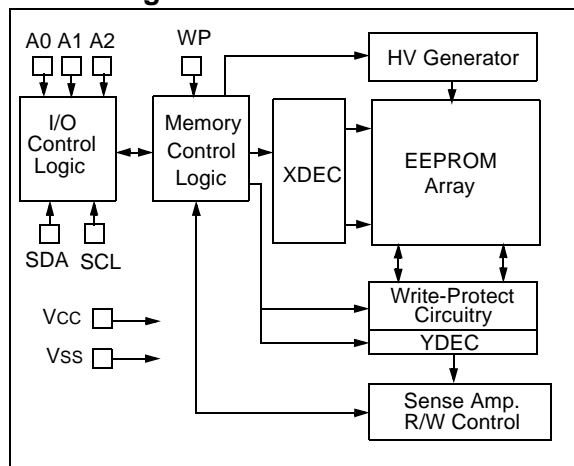 A0 A1 A2
WP
HV Generator
I/O
Control
Logic
Memory
Control
Logic
XDEC
EEPROM
Array
SDA
SCL
Write-Protect
Circuitry
YDEC
VCC
VSS
Sense Amp.
R/W Control